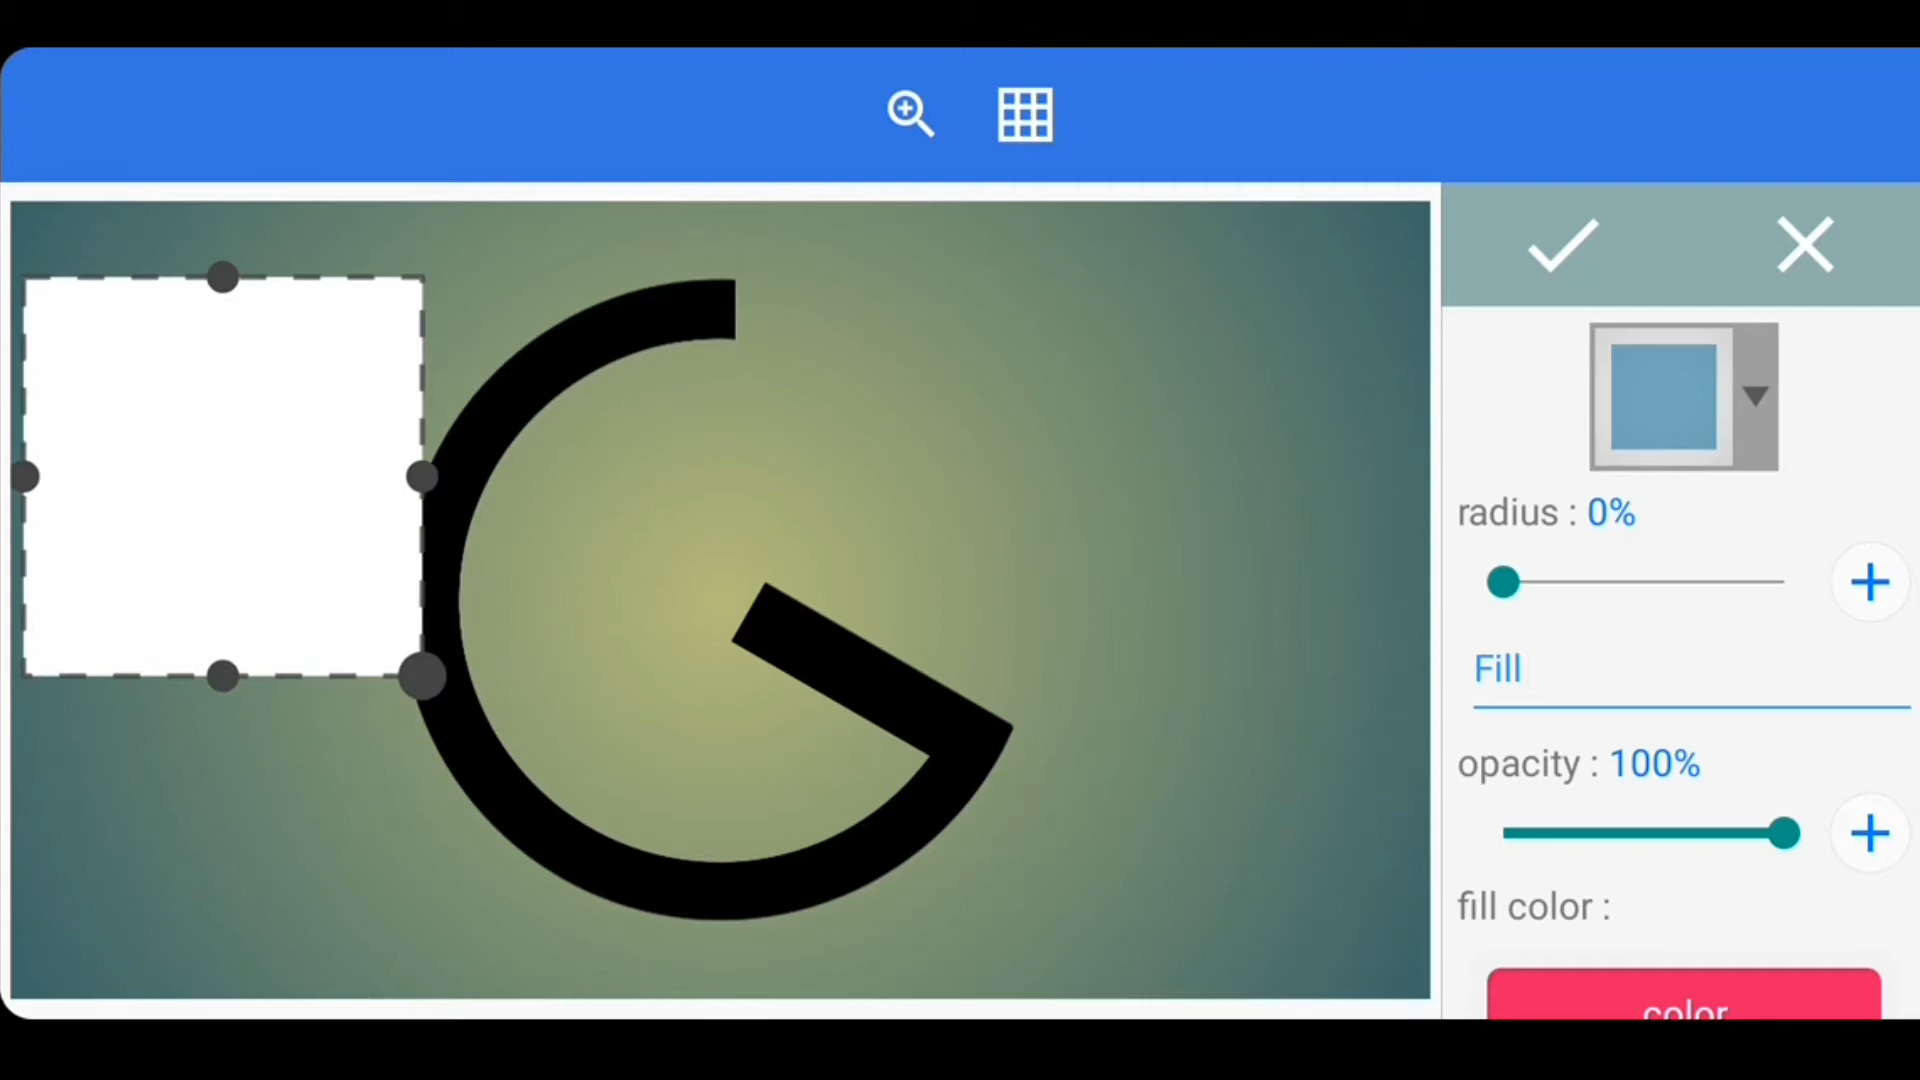 radius : 0%
Fill
opacity : 100%
fill color :
color